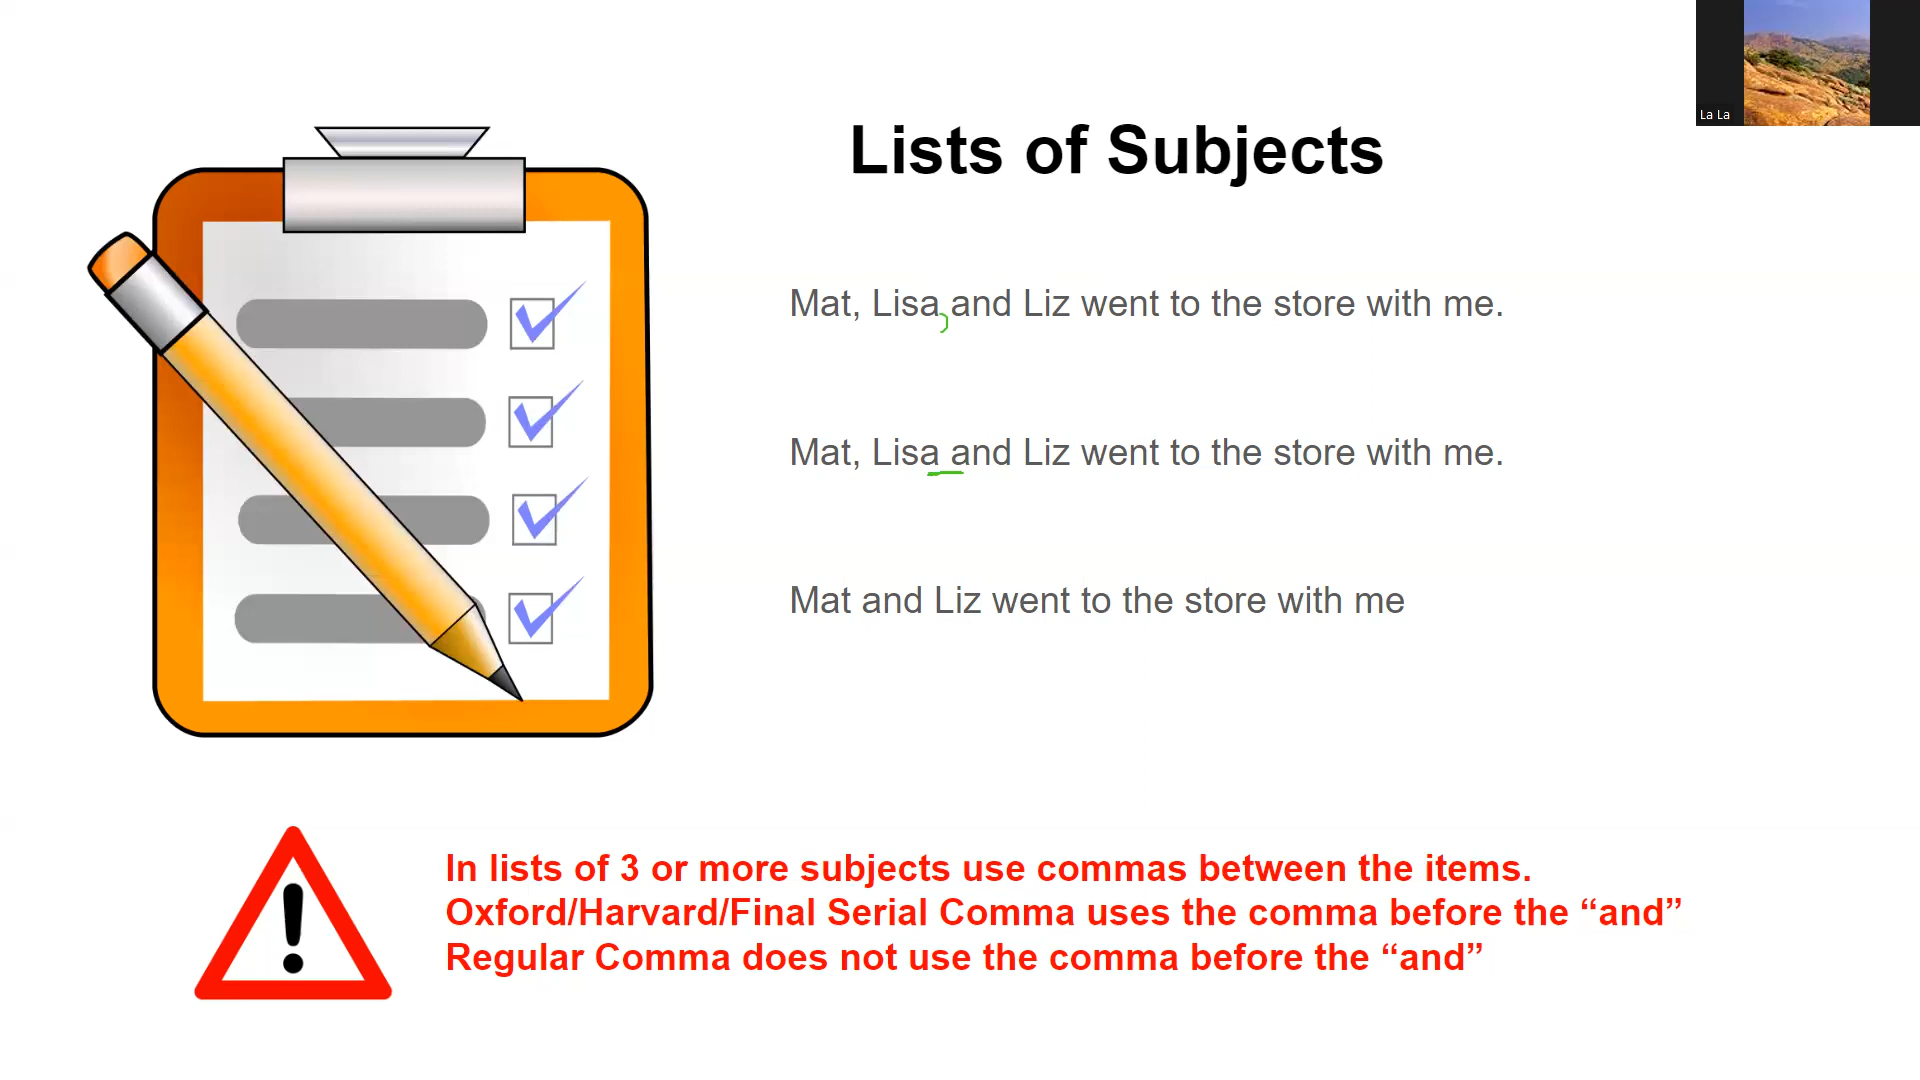 La La
Lists of Subjects
Mat, Lisa, and Liz went to the store with me.
Mat, Lisa and Liz went to the store with me.
Mat and Liz went to the store with me
In lists of 3 or more subjects use commas between the items.
Oxford/Harvard/Final Serial Comma uses the comma before the “and”
Regular Comma does not use the comma before the “and”